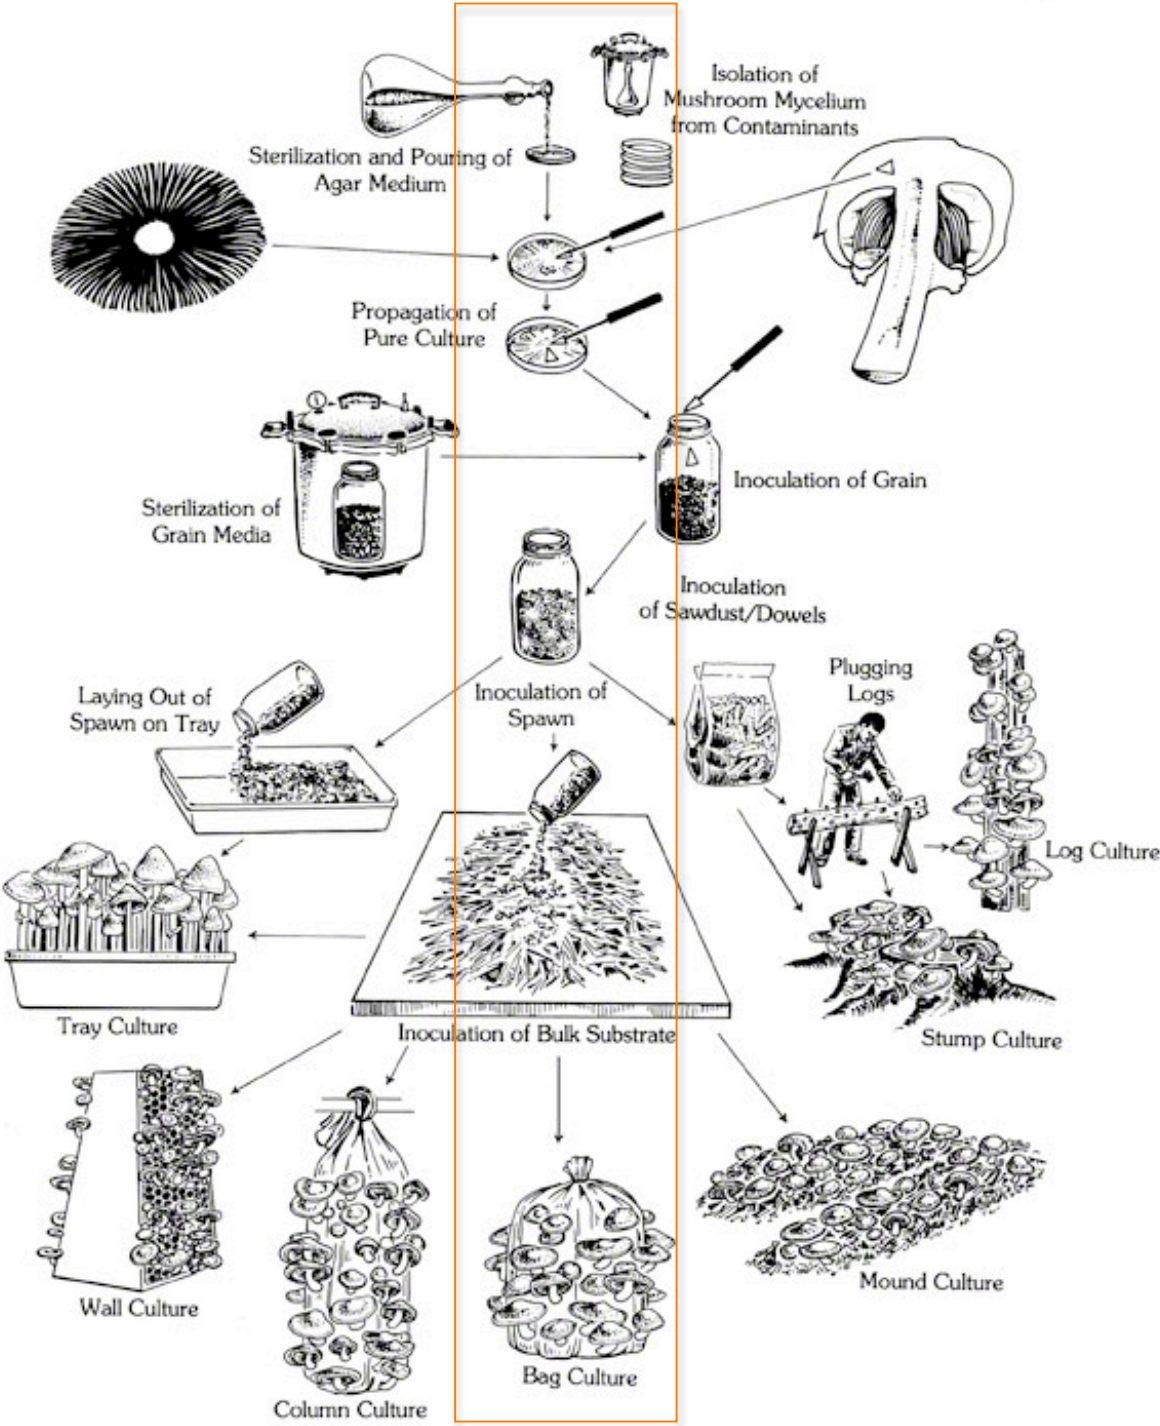 Isolation of
Mushroom Mycelium
from Contaminants
Sterilization and Pouring of
Agar Medium
Propagation of
Pure Culture
Sterilization of
Grain Media
Inoculation of Grain
Inoculation
of Sawdust/Dowels
Laying Out of
Spawn on Tray
Inoculation of
Spawn
Plugging
Logs
Log Culture
Tray Culture
Inoculation of Bulk Substrate
Stump Culture
Wall Culture
Column Culture
Bag Culture
Mound Culture